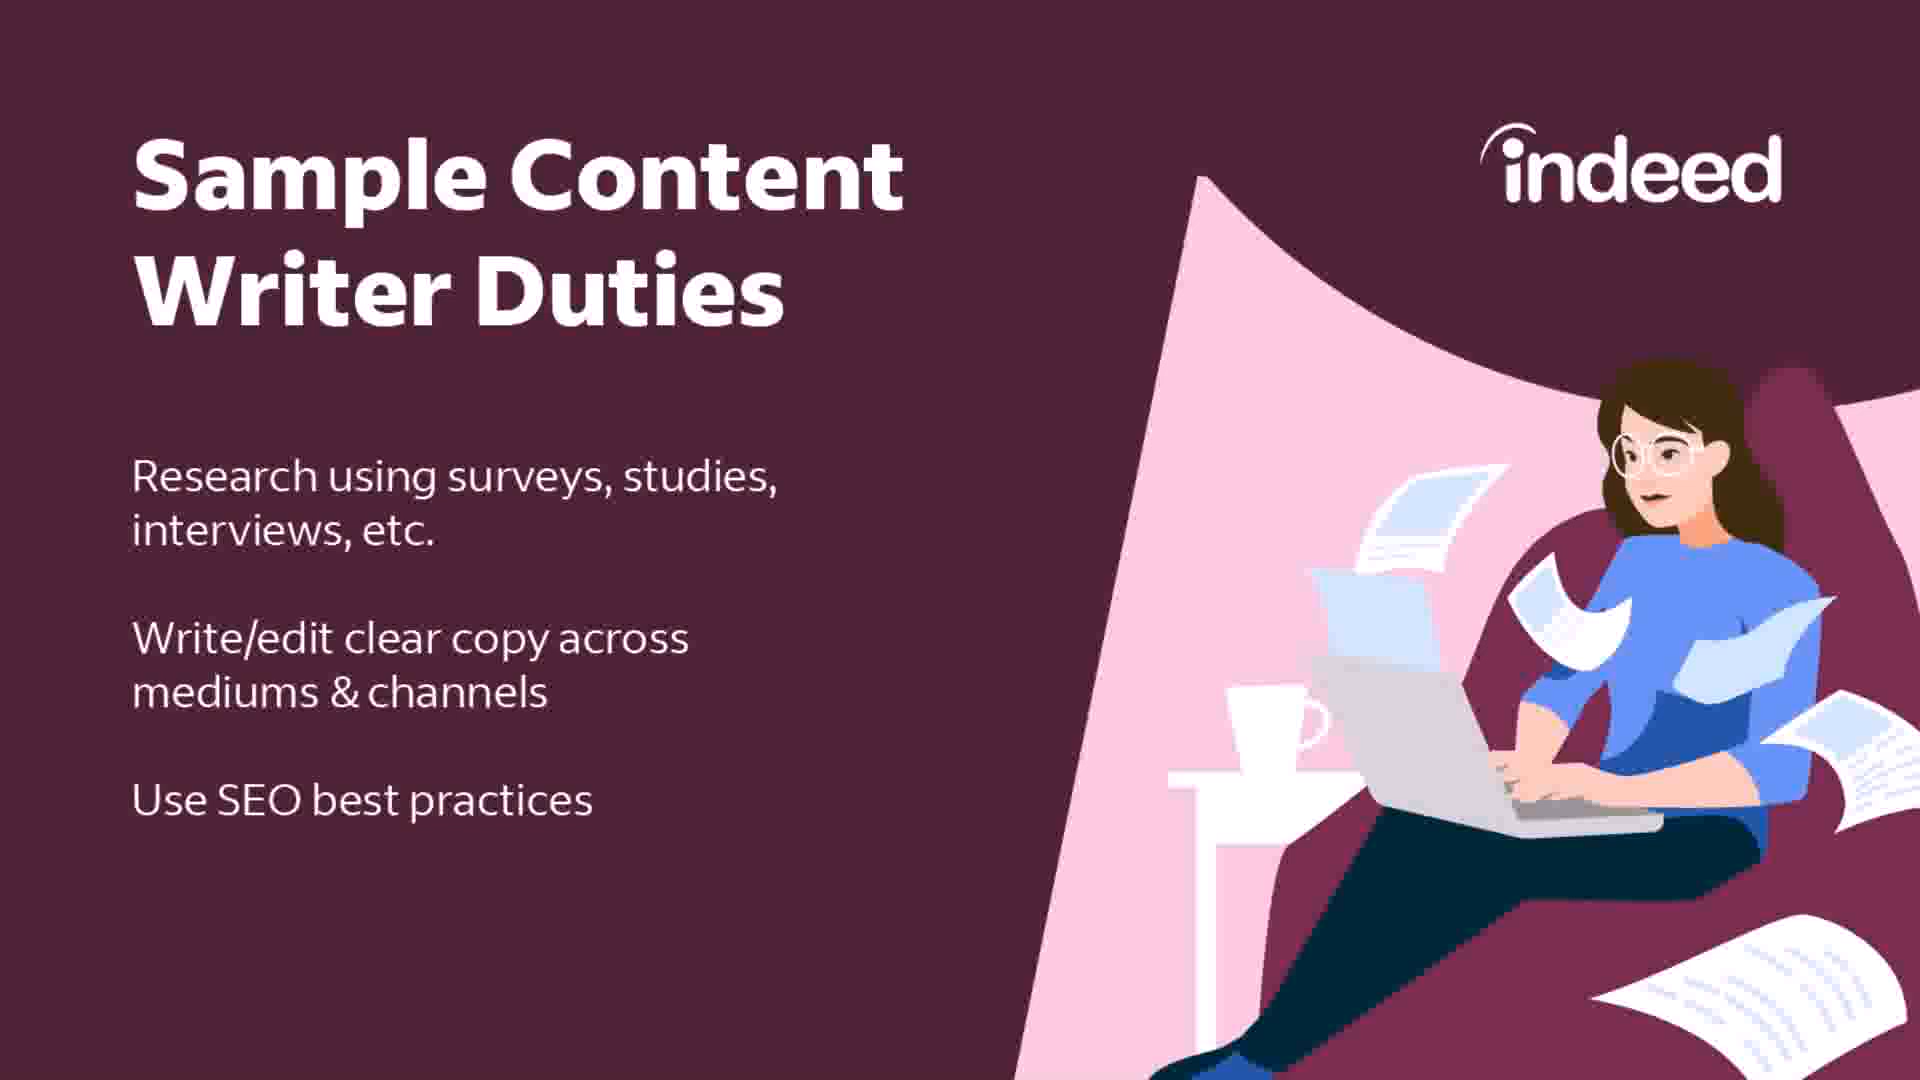 Sample Content
Writer Duties
indeed
Research using surveys, studies,
interviews, etc.
Write/edit clear copy across
mediums & channels
Use SEO best practices